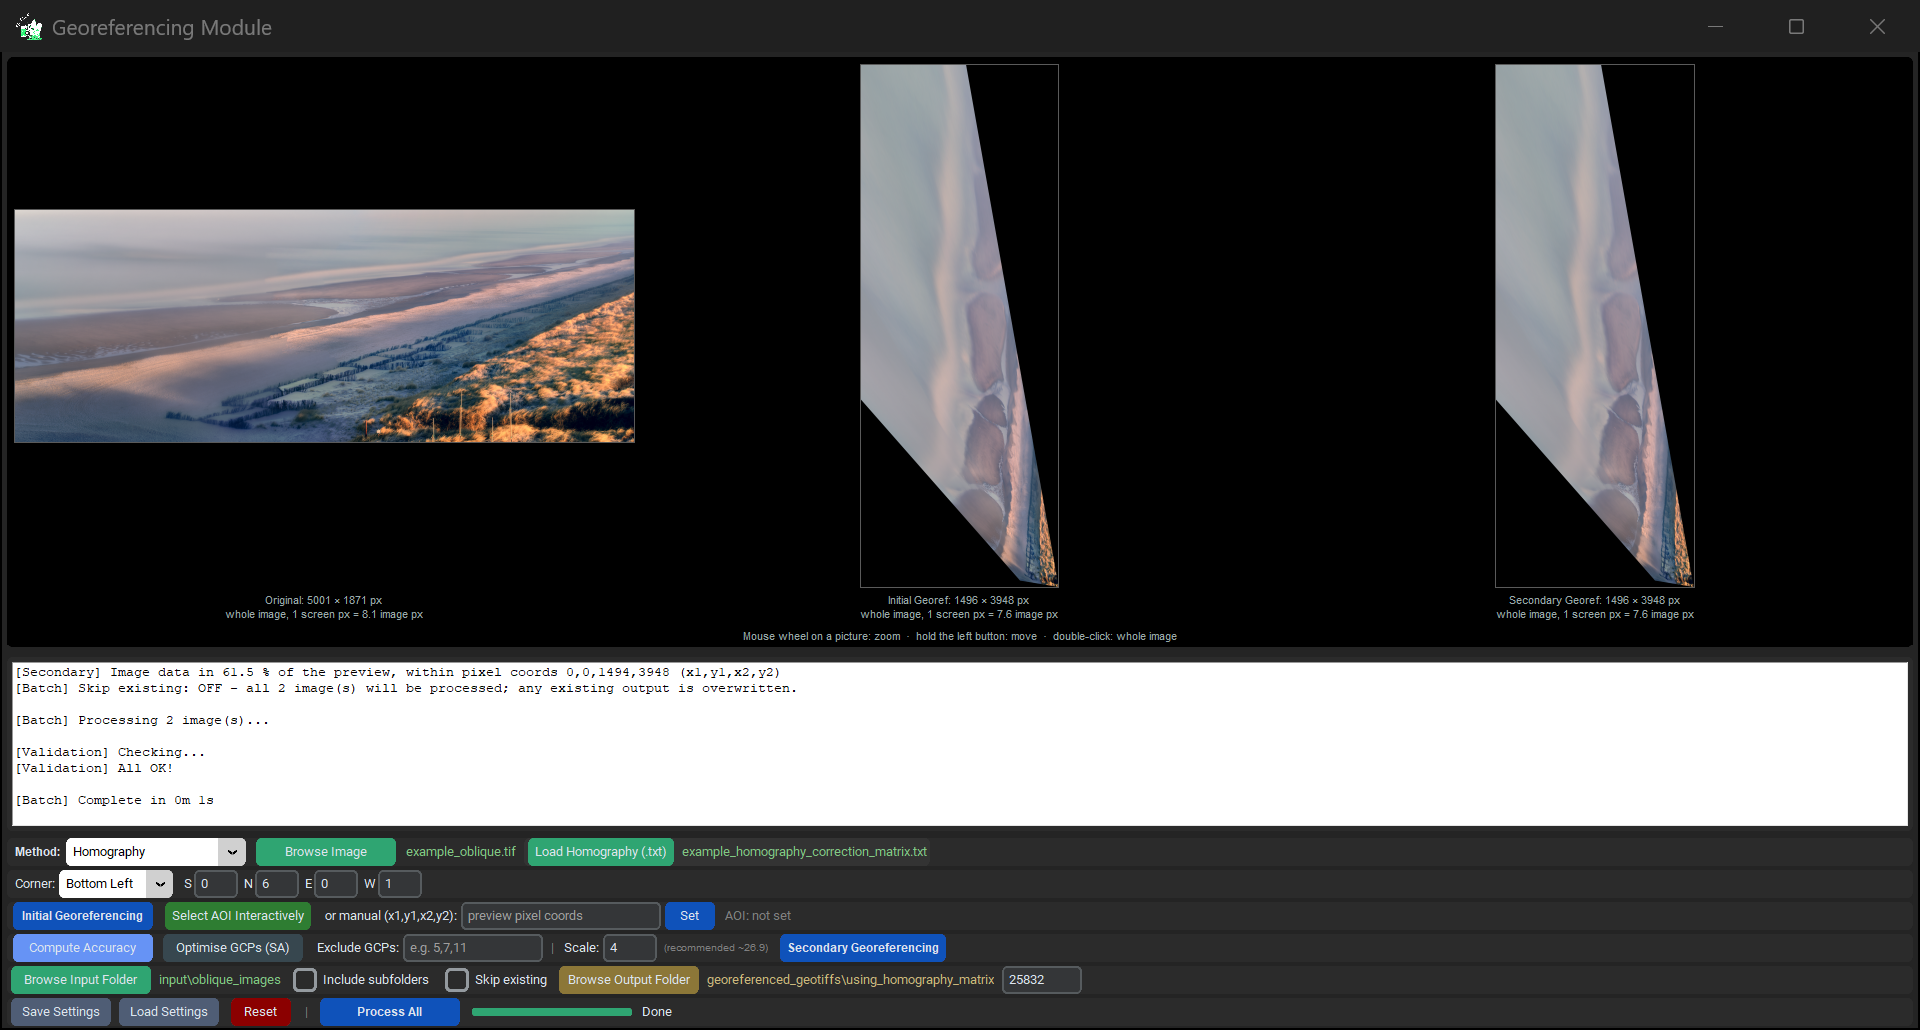 Georeferencing Module
Original: 5001 × 1871 px
whole image, 1 screen px = 8.1 image px
Initial Georef: 1496 × 3948 px
whole image, 1 screen px = 7.6 image px
Secondary Georef: 1496 × 3948 px
whole image, 1 screen px = 7.6 image px
Mouse wheel on a picture: zoom · hold the left button: move · double-click: whole image
[Secondary] Image data in 61.5 % of the preview, within pixel coords 0,0,1494,3948 (x1,y1,x2,y2)
[Batch] Skip existing: OFF - all 2 image(s) will be processed; any existing output is overwritten.
[Batch] Processing 2 image(s)...
[Validation] Checking...
[Validation] All OK!
[Batch] Complete in 0m 1s
Method: Homography Browse Image example_oblique.tif Load Homography (.txt) example_homography_correction_matrix.txt
Corner: Bottom Left S 0 N 6 E 0 W 1
Initial Georeferencing Select AOI Interactively or manual (x1,y1,x2,y2): preview pixel coords Set AOI: not set
Compute Accuracy Optimise GCPs (SA) Exclude GCPs: e.g. 5,7,11 | Scale: 4 (recommended ~26.9) Secondary Georeferencing
Browse Input Folder input\oblique_images Include subfolders Skip existing Browse Output Folder georeferenced_geotiffs\using_homography_matrix 25832
Save Settings Load Settings Reset | Process All Done